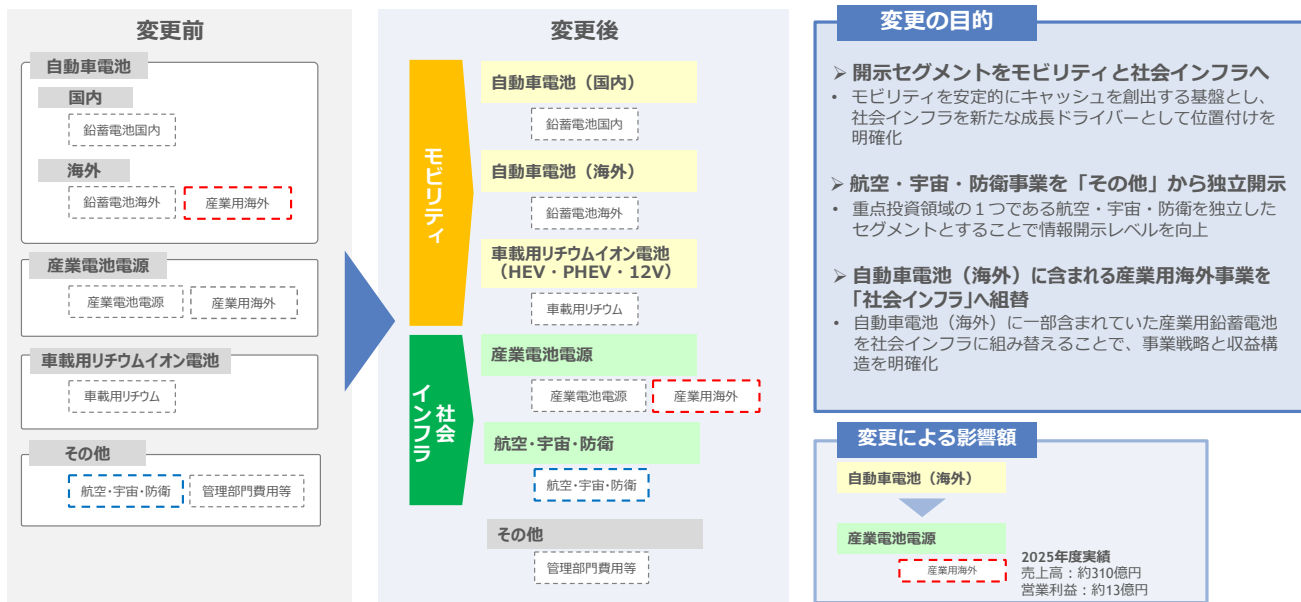 変更前
自動車電池
国内
鉛蓄電池国内
海外
鉛蓄電池海外
産業用海外
産業電池電源
産業電池電源
産業用海外
車載用リチウムイオン電池
車載用リチウム
その他
航空・宇宙・防衛
管理部門費用等
変更後
モビリティ
自動車電池（国内）
鉛蓄電池国内
自動車電池（海外）
鉛蓄電池海外
車載用リチウムイオン電池
（HEV・PHEV・12V）
車載用リチウム
社会
インフラ
産業電池電源
産業電池電源
産業用海外
航空・宇宙・防衛
航空・宇宙・防衛
その他
管理部門費用等
変更の目的
➢ 開示セグメントをモビリティと社会インフラへ
• モビリティを安定的にキャッシュを創出する基盤とし、
社会インフラを新たな成長ドライバーとして位置付けを
明確化
➢ 航空・宇宙・防衛事業を「その他」から独立開示
• 重点投資領域の１つである航空・宇宙・防衛を独立した
セグメントとすることで情報開示レベルを向上
➢ 自動車電池（海外）に含まれる産業用海外事業を
「社会インフラ」へ組替
• 自動車電池（海外）に一部含まれていた産業用鉛蓄電池
を社会インフラに組み替えることで、事業戦略と収益構
造を明確化
変更による影響額
自動車電池（海外）
産業電池電源
産業用海外
2025年度実績
売上高：約310億円
営業利益：約13億円